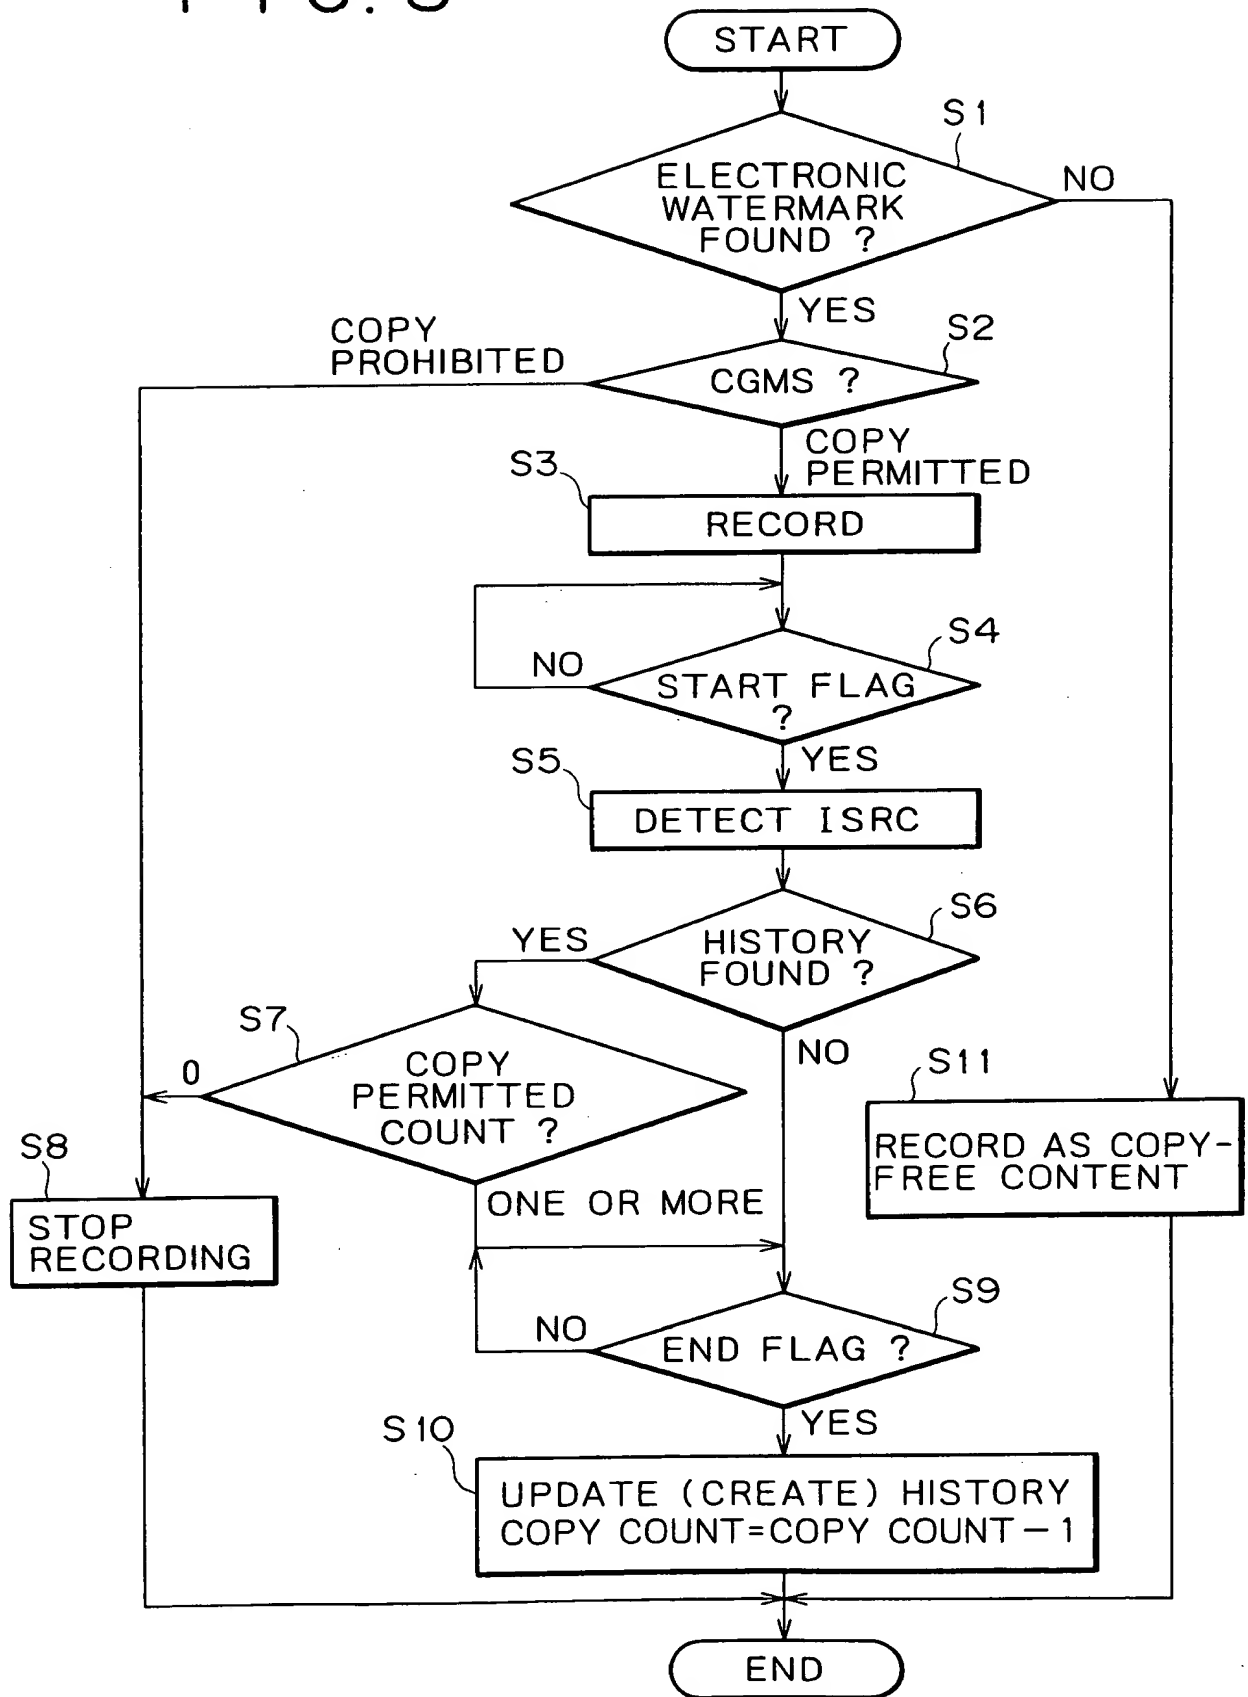 START
S1
ELECTRONIC
WATERMARK
FOUND ?
NO
YES
COPY
PROHIBITED
S2
CGMS ?
COPY
PERMITTED
S3
RECORD
S4
NO
START FLAG
?
YES
S5
DETECT ISRC
S6
YES
HISTORY
FOUND ?
NO
S7
0
COPY
PERMITTED
COUNT ?
S11
RECORD AS COPY-
FREE CONTENT
S8
STOP
RECORDING
ONE OR MORE
S9
NO
END FLAG ?
YES
S10
UPDATE (CREATE) HISTORY
COPY COUNT=COPY COUNT-1
END